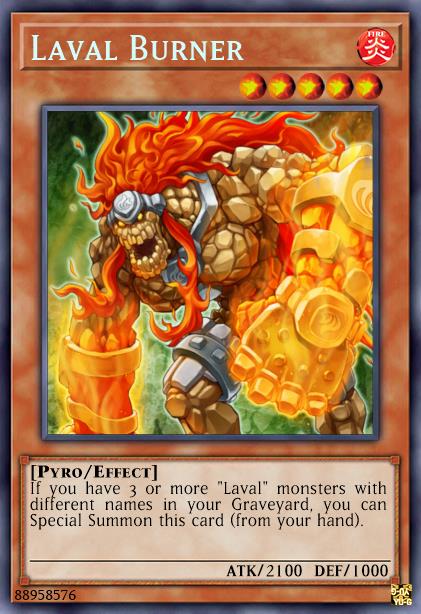 Laval Burner
FIRE
炎
[Pyro/Effect]
If you have 3 or more "Laval" monsters with
different names in your Graveyard, you can
Special Summon this card (from your hand).
ATK/2100 DEF/1000
88958576